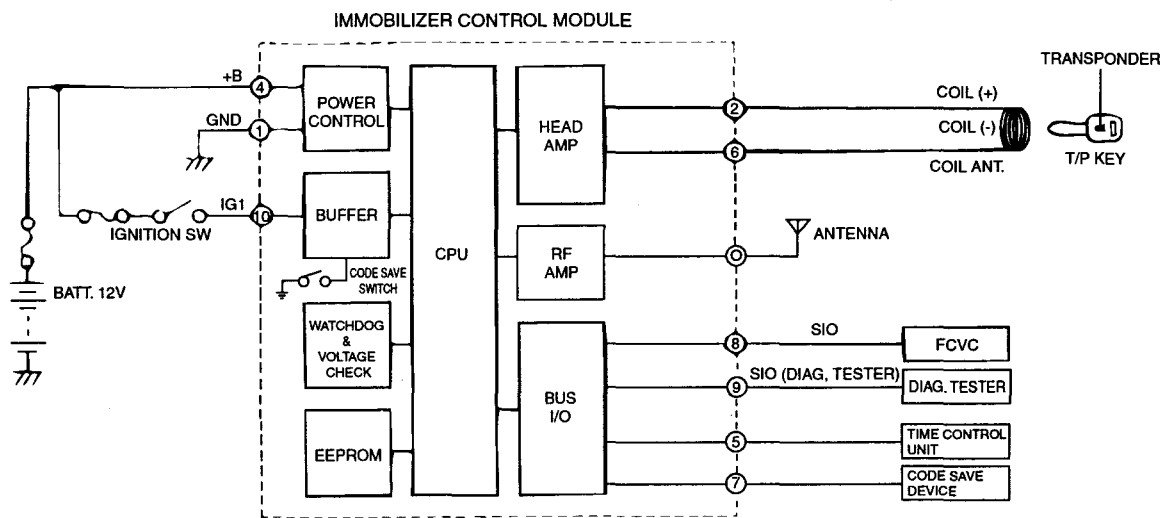 IMMOBILIZER CONTROL MODULE
+B
4
POWER
CONTROL
GND
1
IG1
10
BUFFER
IGNITION SW
CODE SAVE
SWITCH
BATT. 12V
WATCHDOG
&
VOLTAGE
CHECK
EEPROM
CPU
HEAD
AMP
RF
AMP
BUS
I/O
2
COIL (+)
COIL (-)
6
COIL ANT.
TRANSPONDER
T/P KEY
ANTENNA
8
SIO
FCVC
9
SIO (DIAG, TESTER)
DIAG. TESTER
5
TIME CONTROL
UNIT
7
CODE SAVE
DEVICE